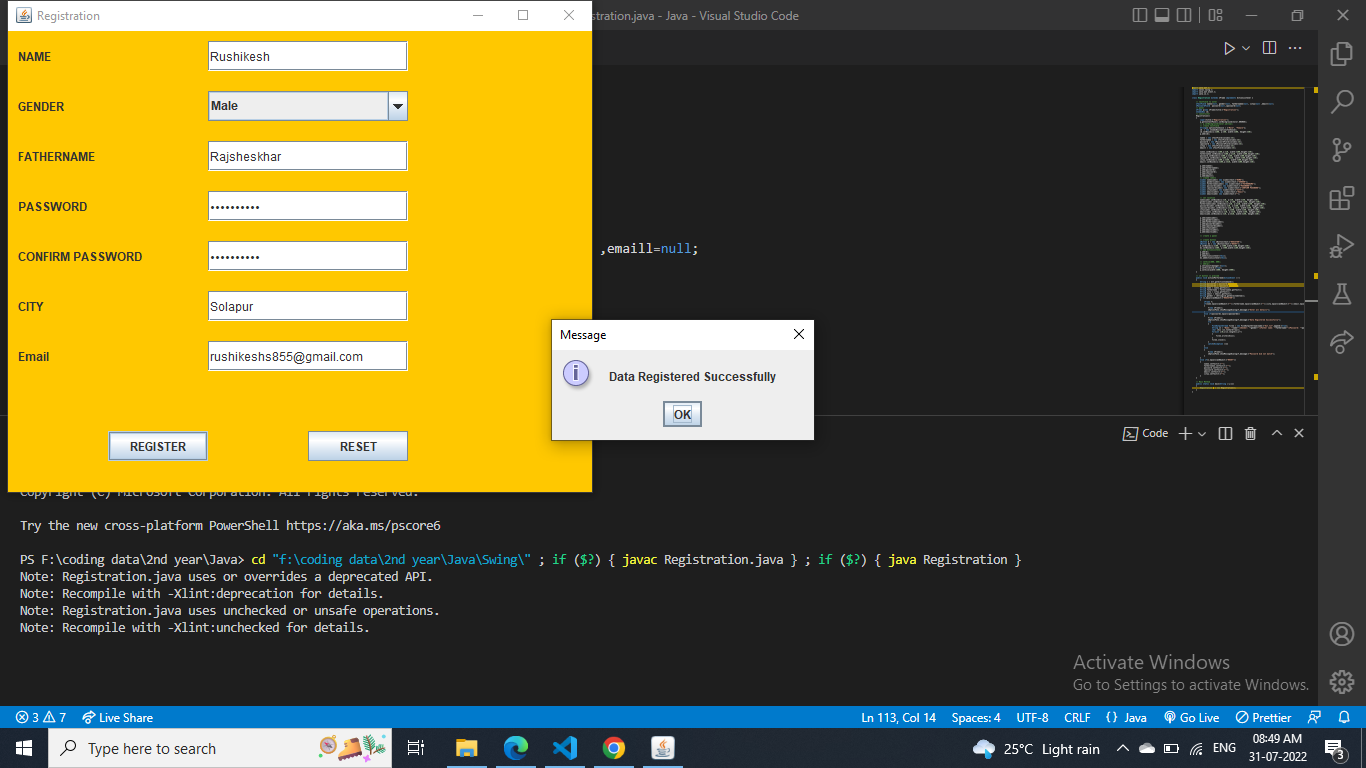 Registration
stration.java - Java - Visual Studio Code
NAME
Rushikesh
GENDER
Male
FATHERNAME
Rajsheskhar
PASSWORD
••••••••••
CONFIRM PASSWORD
••••••••••
,emaill=null;
CITY
Solapur
Email
rushikeshs855@gmail.com
Message
Data Registered Successfully
OK
REGISTER
RESET
Code
Copyright (C) Microsoft Corporation. All rights reserved.
Try the new cross-platform PowerShell https://aka.ms/pscore6
PS F:\coding data\2nd year\Java> cd "f:\coding data\2nd year\Java\Swing\" ; if ($?) { javac Registration.java } ; if ($?) { java Registration }
Note: Registration.java uses or overrides a deprecated API.
Note: Recompile with -Xlint:deprecation for details.
Note: Registration.java uses unchecked or unsafe operations.
Note: Recompile with -Xlint:unchecked for details.
Activate Windows
Go to Settings to activate Windows.
3 7 Live Share
Ln 113, Col 14 Spaces: 4 UTF-8 CRLF {} Java Go Live Prettier
Type here to search
25°C Light rain
ENG
08:49 AM
31-07-2022
3